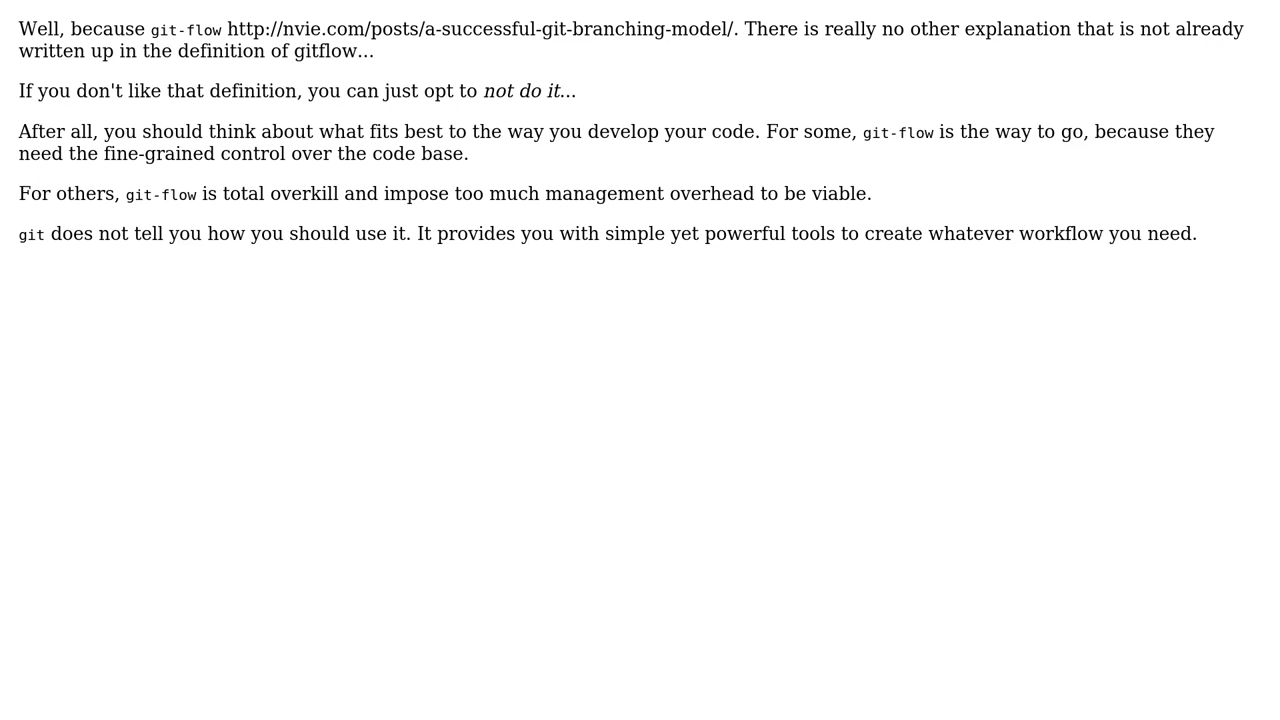 Well, because git-flow http://nvie.com/posts/a-successful-git-branching-model/. There is really no other explanation that is not already
written up in the definition of gitflow...
If you don't like that definition, you can just opt to not do it...
After all, you should think about what fits best to the way you develop your code. For some, git-flow is the way to go, because they
need the fine-grained control over the code base.
For others, git-flow is total overkill and impose too much management overhead to be viable.
git does not tell you how you should use it. It provides you with simple yet powerful tools to create whatever workflow you need.